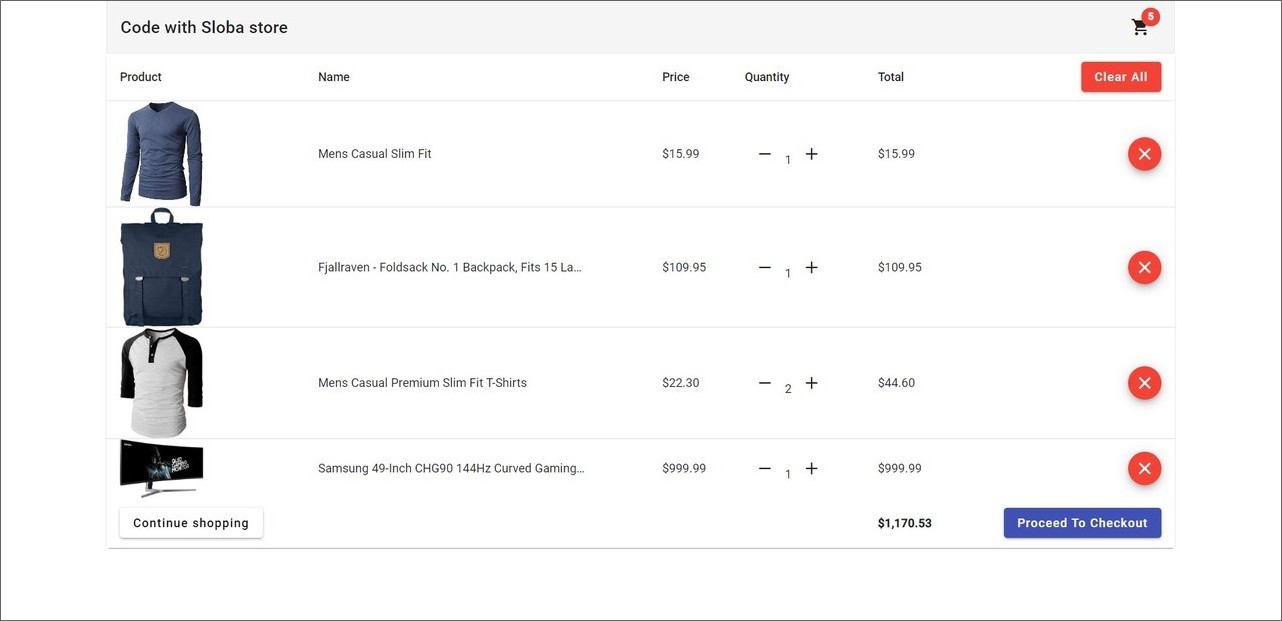 Code with Sloba store
5
Product Name Price Quantity Total Clear All
Mens Casual Slim Fit $15.99 1 $15.99
Fjallraven - Foldsack No. 1 Backpack, Fits 15 La… $109.95 1 $109.95
Mens Casual Premium Slim Fit T-Shirts $22.30 2 $44.60
QLED
GAMING
MONITOR
Samsung 49-Inch CHG90 144Hz Curved Gaming… $999.99 1 $999.99
Continue shopping $1,170.53 Proceed To Checkout